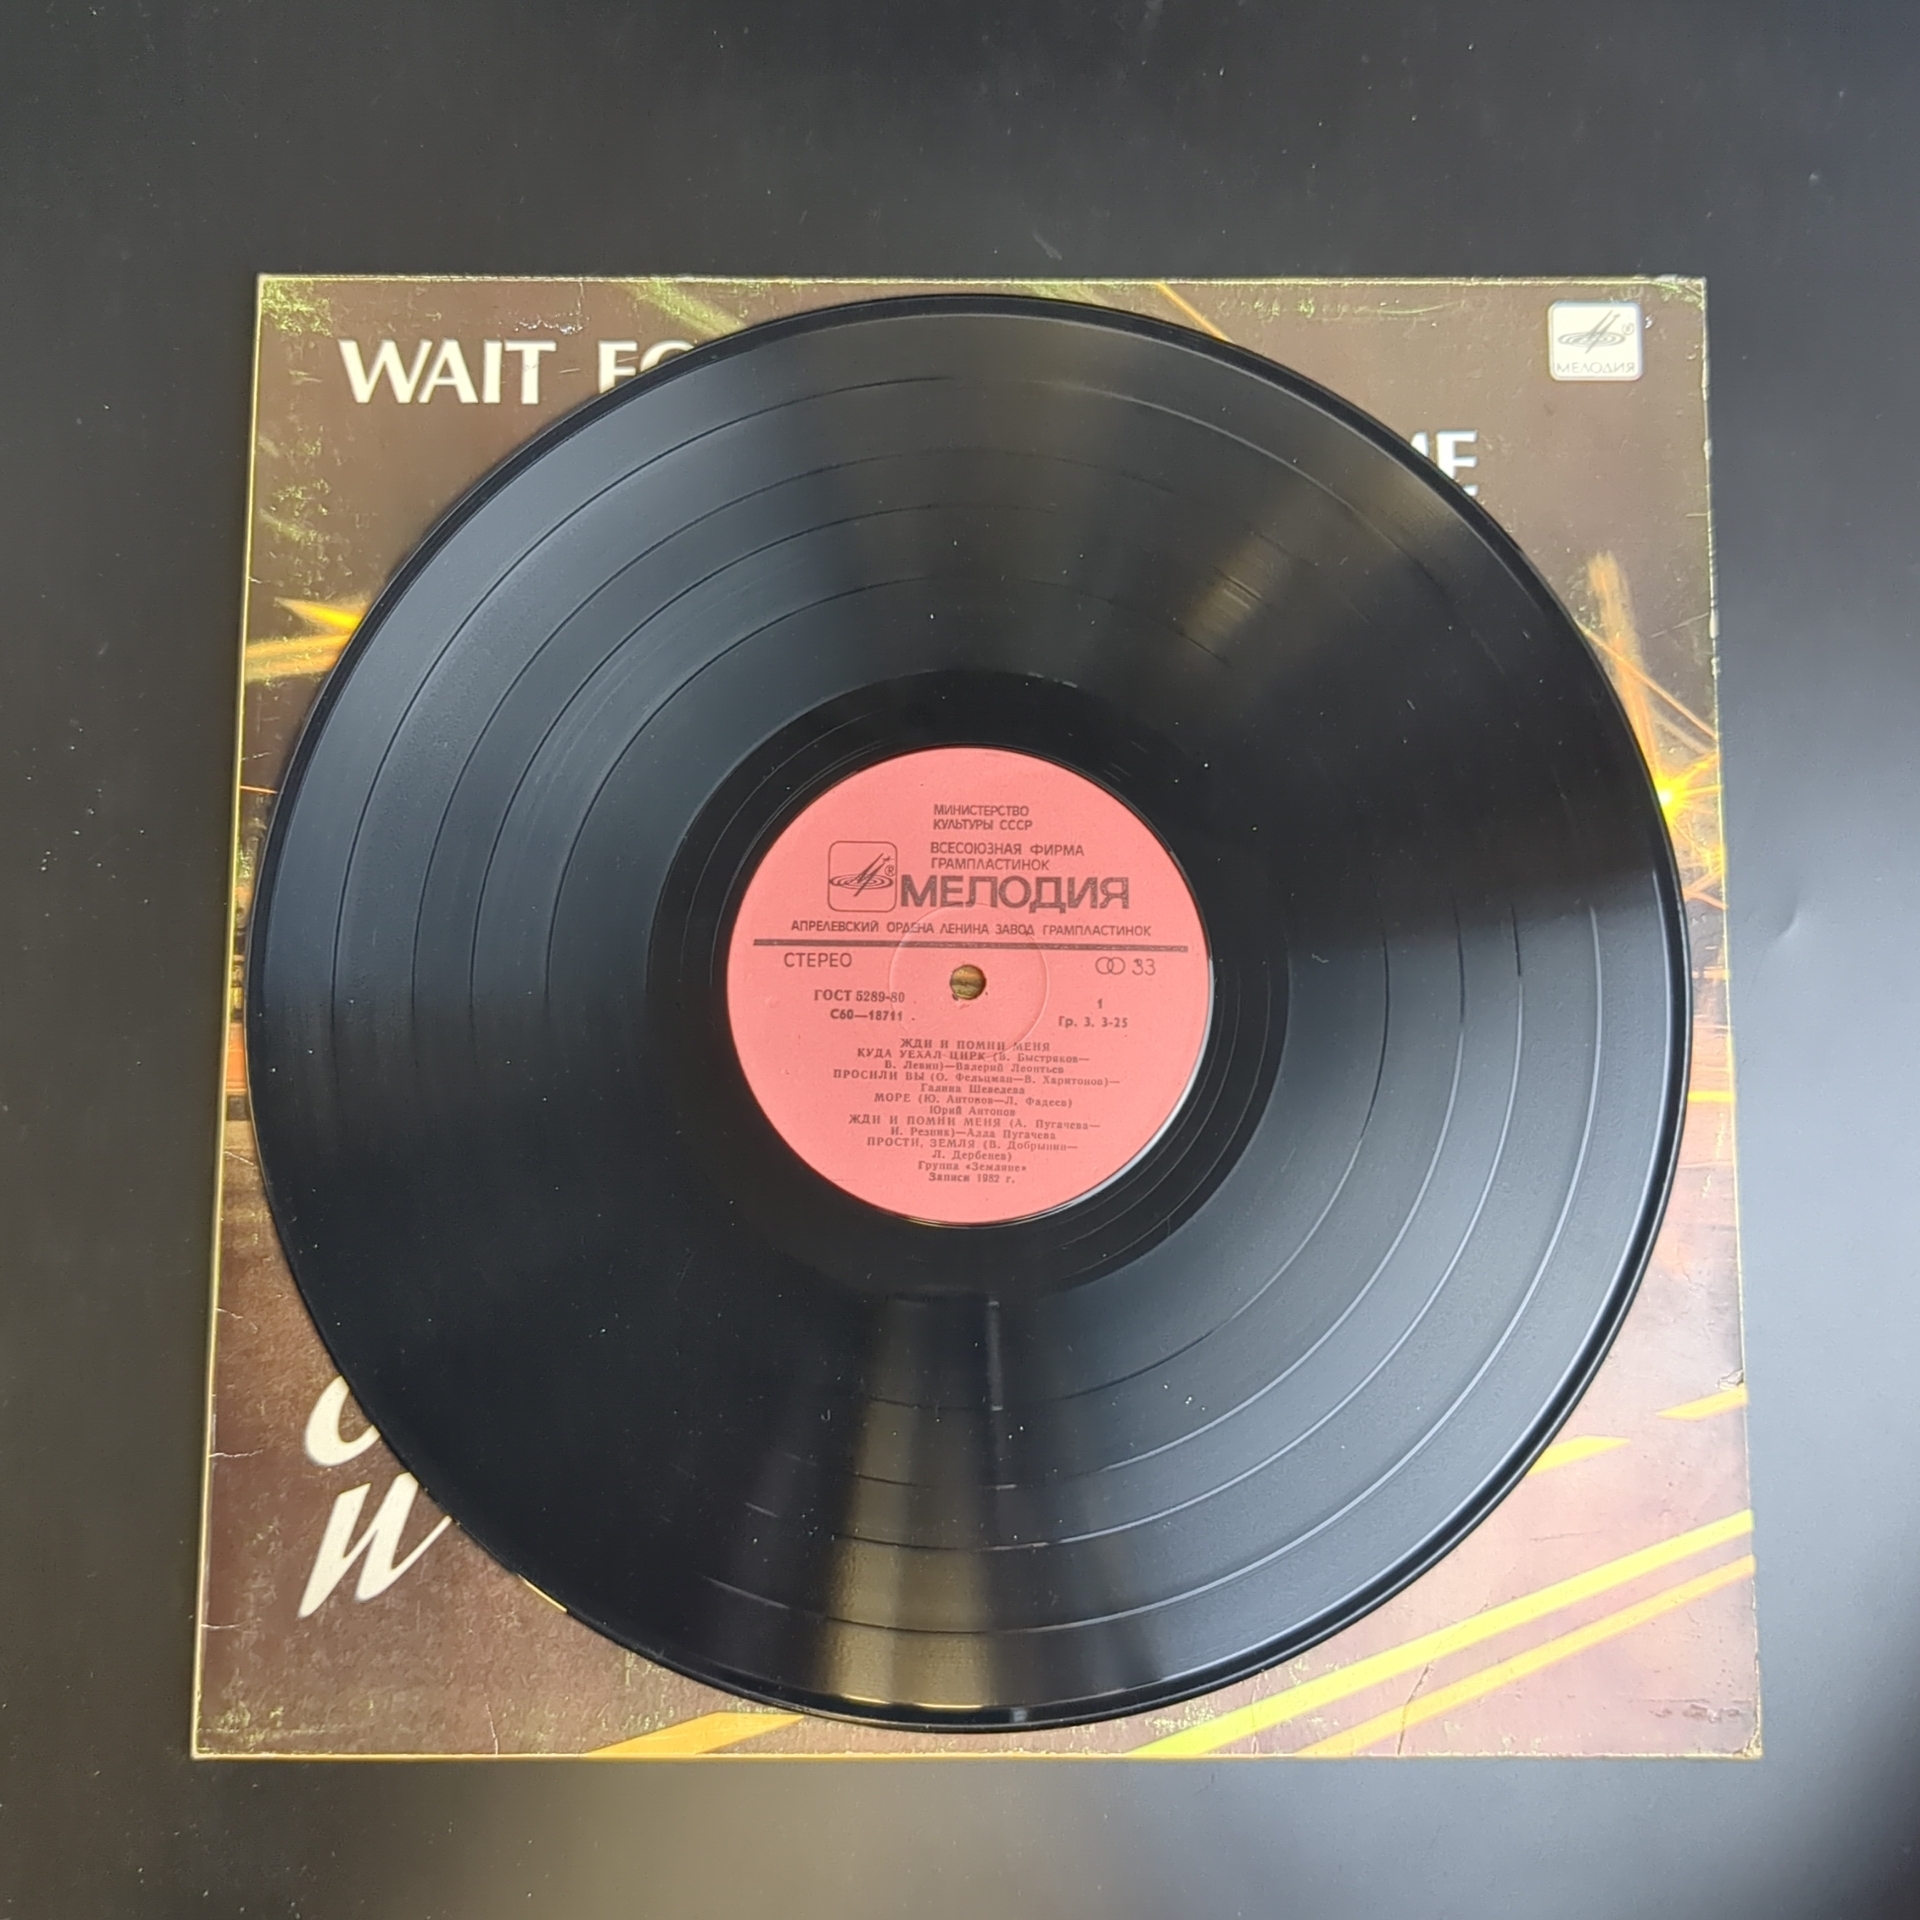 WAIT FO
МЕЛОДИЯ
ME
МИНИСТЕРСТВО
КУЛЬТУРЫ СССР
ВСЕСОЮЗНАЯ ФИРМА
ГРАМПЛАСТИНОК
МЕЛОДИЯ
АПРЕЛЕВСКИЙ ОРДЕНА ЛЕНИНА ЗАВОД ГРАМПЛАСТИНОК
СТЕРЕО 33
ГОСТ 5289-80
1
С60—18711
Гр. 3. 3-25
ЖДИ И ПОМНИ МЕНЯ
КУДА УЕХАЛ ЦИРК (В. Быстряков—
В. Левин)—Валерий Леонтьев
ПРОСИЛИ ВЫ (О. Фельцман—В. Харитонов)—
Галина Шевелева
МОРЕ (Ю. Антонов—Л. Фадеев)
Юрий Антонов
ЖДИ И ПОМНИ МЕНЯ (А. Пугачева—
И. Резник)—Алла Пугачева
ПРОСТИ, ЗЕМЛЯ (В. Добрынин—
Л. Дербенев)
Группа «Земляне»
Записи 1982 г.